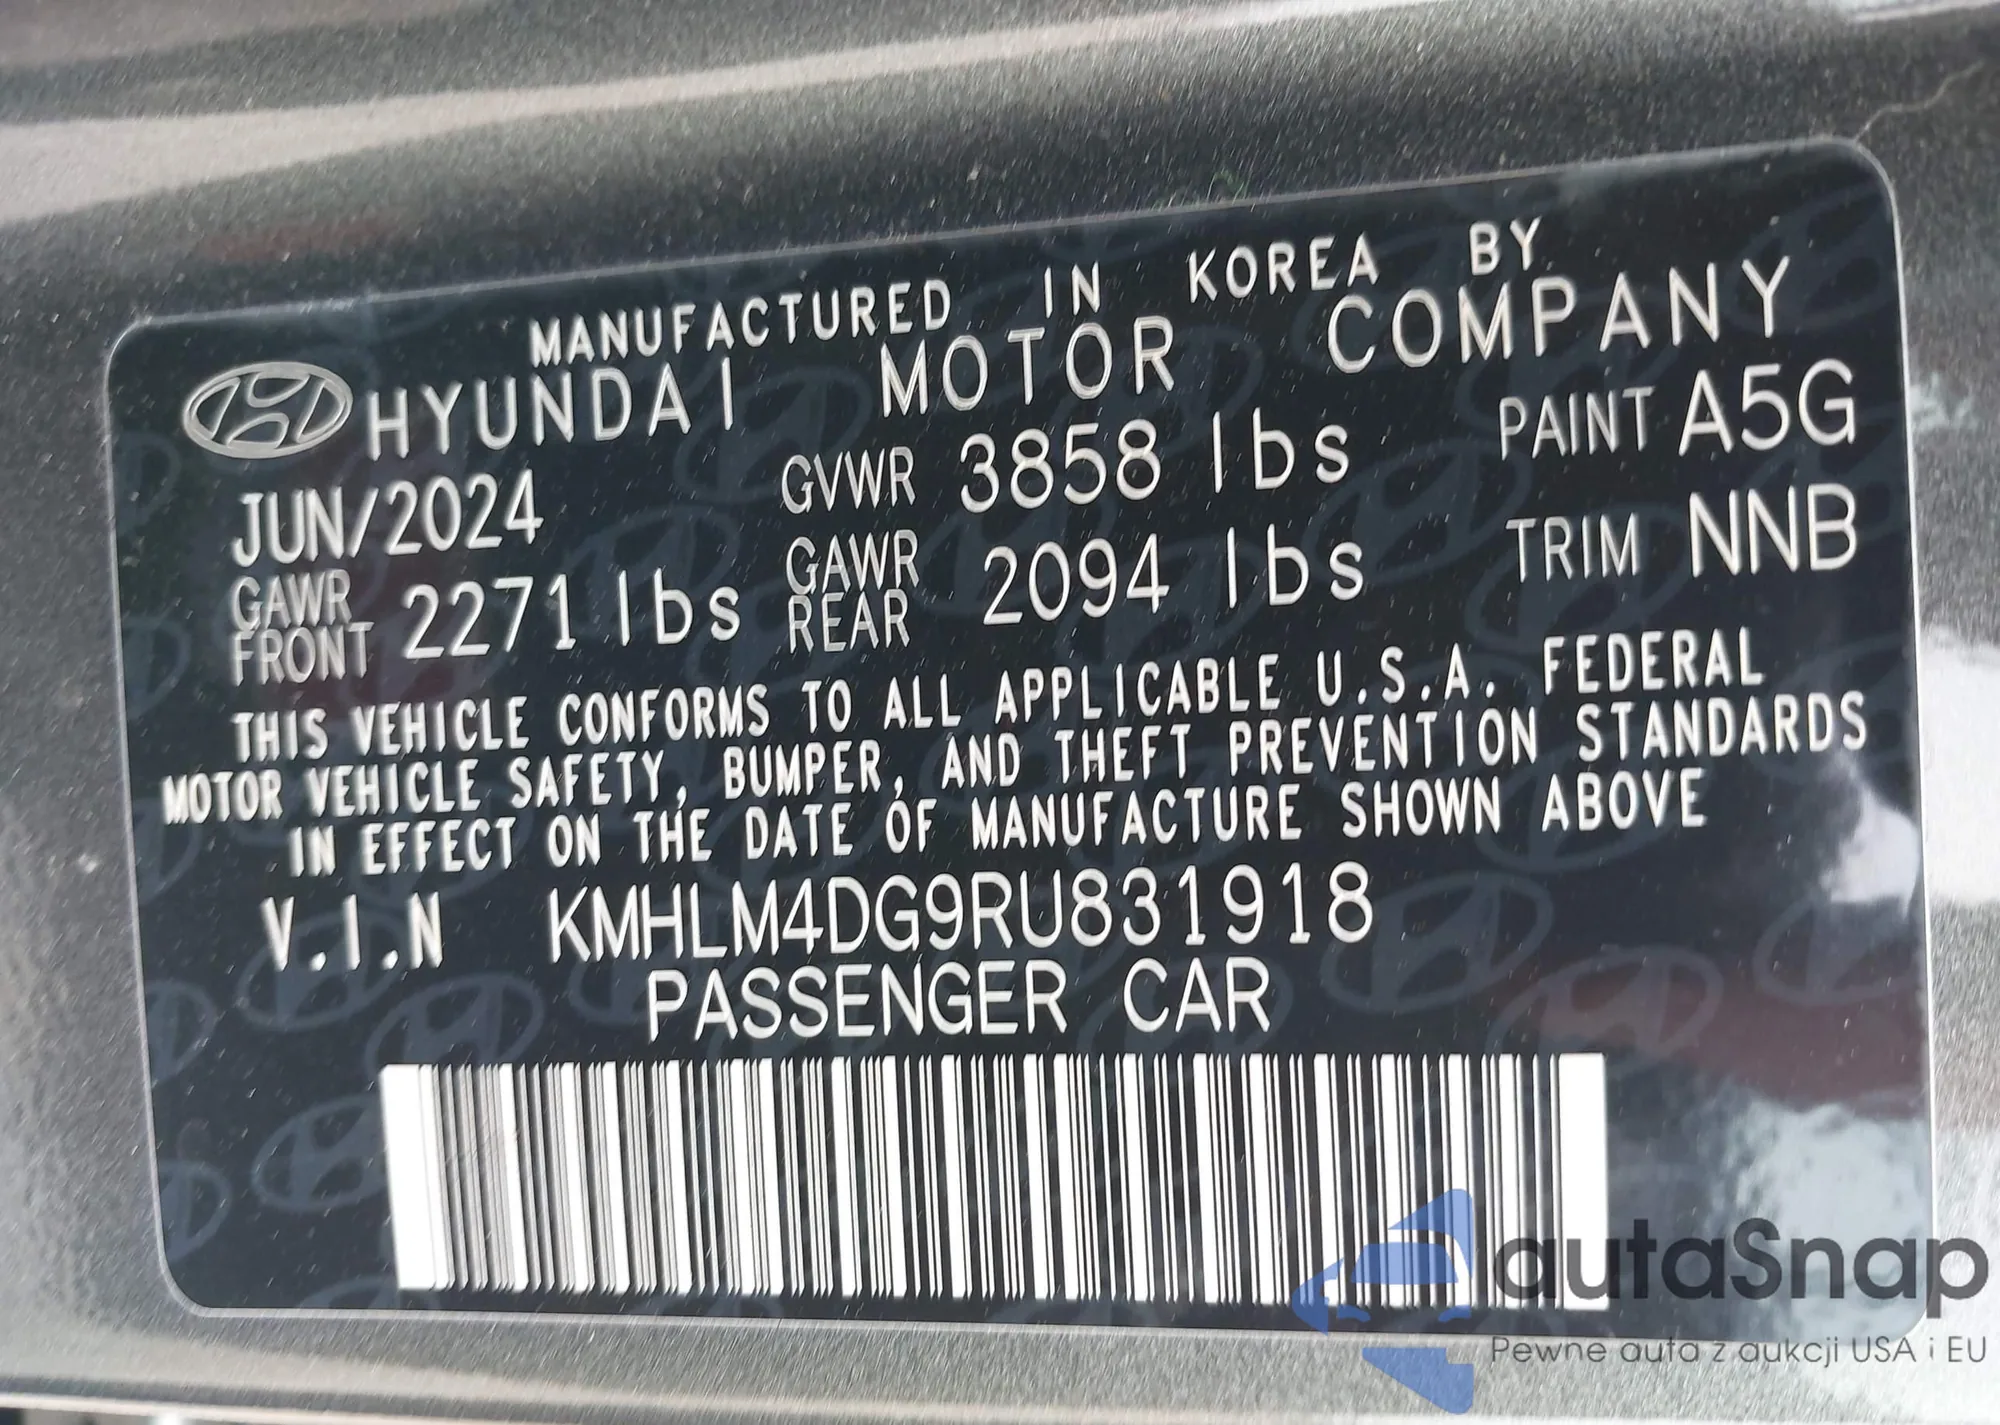 MANUFACTURED IN KOREA BY
HYUNDAI MOTOR COMPANY
JUN/2024 GVWR 3858 lbs PAINT A5G
GAWR FRONT 2271 lbs GAWR REAR 2094 lbs TRIM NNB
THIS VEHICLE CONFORMS TO ALL APPLICABLE U.S.A. FEDERAL
MOTOR VEHICLE SAFETY, BUMPER, AND THEFT PREVENTION STANDARDS
IN EFFECT ON THE DATE OF MANUFACTURE SHOWN ABOVE
V.I.N KMHLM4DG9RU831918
PASSENGER CAR
autaSnap
Pewne auta z aukcji USA i EU